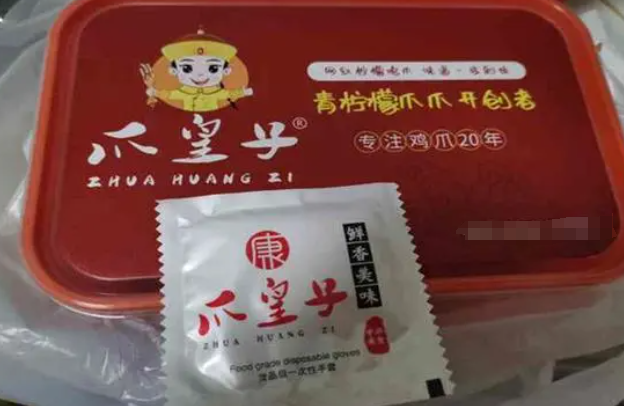 青柠檬爪爪开创者
爪皇子®
专注鸡爪20年
ZHUA HUANG ZI
康
鲜香美味
爪皇子
ZHUA HUANG ZI
Food grade disposable gloves
食品级一次性手套